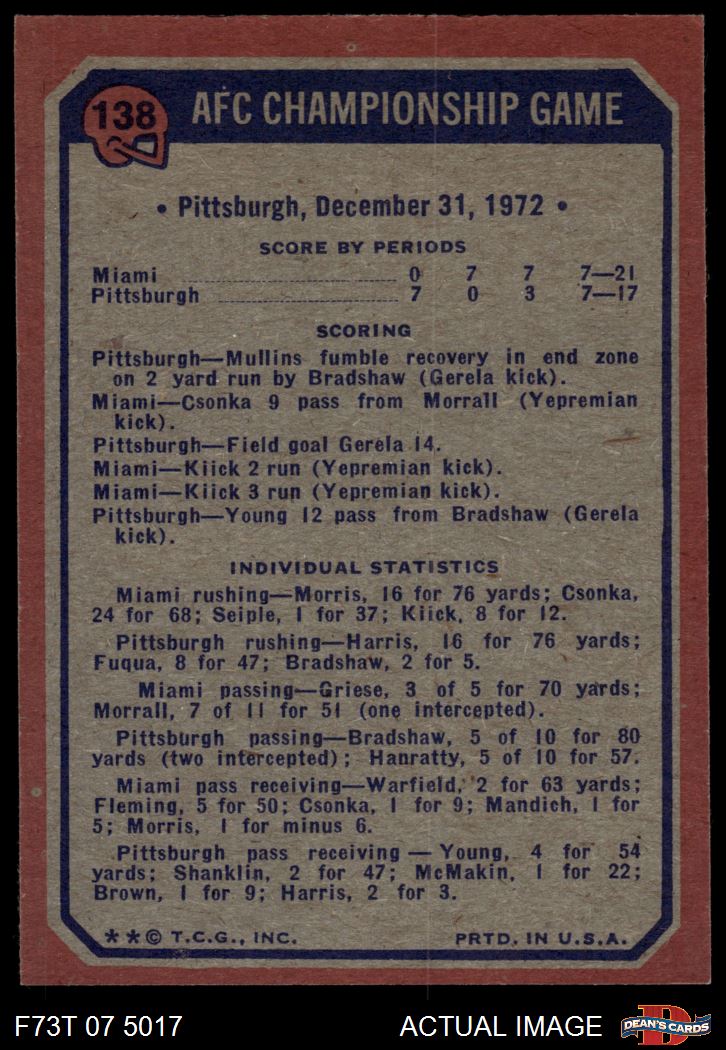 138 AFC CHAMPIONSHIP GAME
• Pittsburgh, December 31, 1972 •
SCORE BY PERIODS
Miami ........................ 0 7 7 7—21
Pittsburgh ........................ 7 0 3 7—17
SCORING
Pittsburgh—Mullins fumble recovery in end zone
on 2 yard run by Bradshaw (Gerela kick).
Miami—Csonka 9 pass from Morrall (Yepremian
kick).
Pittsburgh—Field goal Gerela 14.
Miami—Kiick 2 run (Yepremian kick).
Miami—Kiick 3 run (Yepremian kick).
Pittsburgh—Young 12 pass from Bradshaw (Gerela
kick).
INDIVIDUAL STATISTICS
Miami rushing—Morris, 16 for 76 yards; Csonka,
24 for 68; Seiple, 1 for 37; Kiick, 8 for 12.
Pittsburgh rushing—Harris, 16 for 76 yards;
Fuqua, 8 for 47; Bradshaw, 2 for 5.
Miami passing—Griese, 3 of 5 for 70 yards;
Morrall, 7 of 11 for 51 (one intercepted).
Pittsburgh passing—Bradshaw, 5 of 10 for 80
yards (two intercepted); Hanratty, 5 of 10 for 57.
Miami pass receiving—Warfield, 2 for 63 yards;
Fleming, 5 for 50; Csonka, 1 for 9; Mandich, 1 for
5; Morris, 1 for minus 6.
Pittsburgh pass receiving — Young, 4 for 54
yards; Shanklin, 2 for 47; McMakin, 1 for 22;
Brown, 1 for 9; Harris, 2 for 3.
★★© T.C.G., INC. PRTD. IN U.S.A.
F73T 07 5017 ACTUAL IMAGE D DEAN'S CARDS